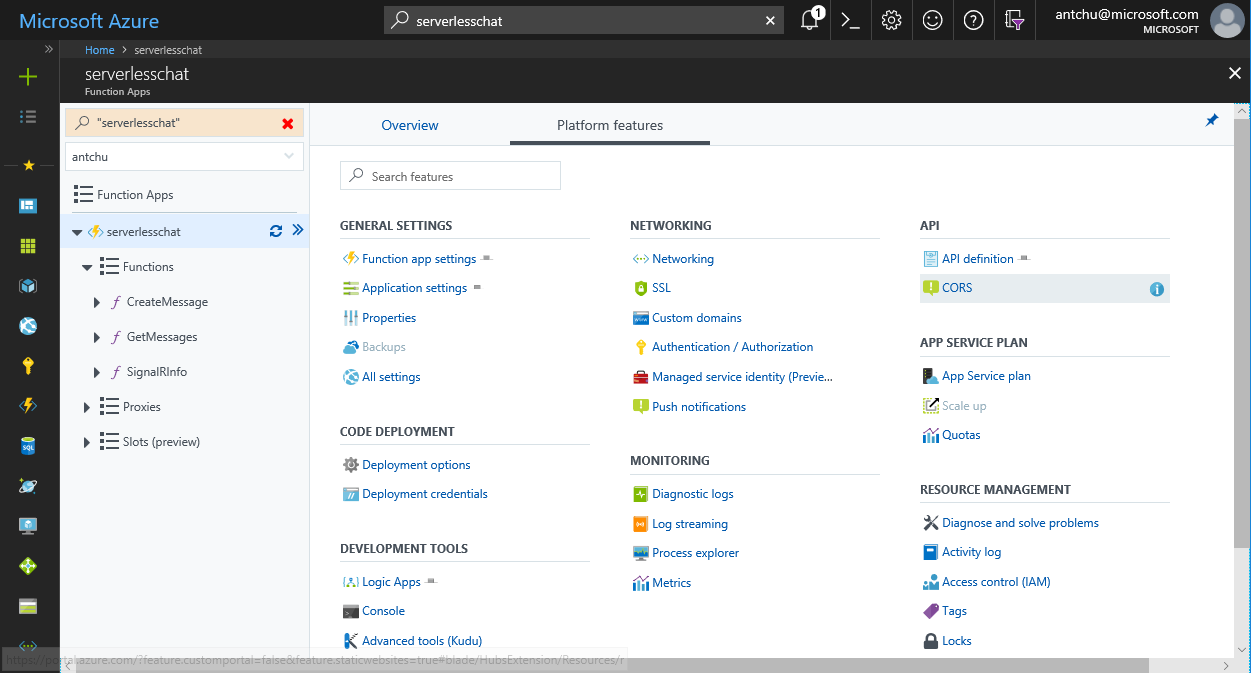 Microsoft Azure
serverlesschat
1
antchu@microsoft.com
MICROSOFT
Home > serverlesschat
serverlesschat
Function Apps
"serverlesschat"
antchu
Function Apps
serverlesschat
Functions
CreateMessage
GetMessages
SignalRInfo
Proxies
Slots (preview)
Overview
Platform features
Search features
GENERAL SETTINGS
Function app settings
Application settings
Properties
Backups
All settings
CODE DEPLOYMENT
Deployment options
Deployment credentials
DEVELOPMENT TOOLS
Logic Apps
Console
Advanced tools (Kudu)
NETWORKING
Networking
SSL
Custom domains
Authentication / Authorization
Managed service identity (Previe...
Push notifications
MONITORING
Diagnostic logs
Log streaming
Process explorer
Metrics
API
API definition
CORS
APP SERVICE PLAN
App Service plan
Scale up
Quotas
RESOURCE MANAGEMENT
Diagnose and solve problems
Activity log
Access control (IAM)
Tags
Locks
https://portal.azure.com/?feature.customportal=false&feature.staticwebsites=true#blade/HubsExtension/Resources/r